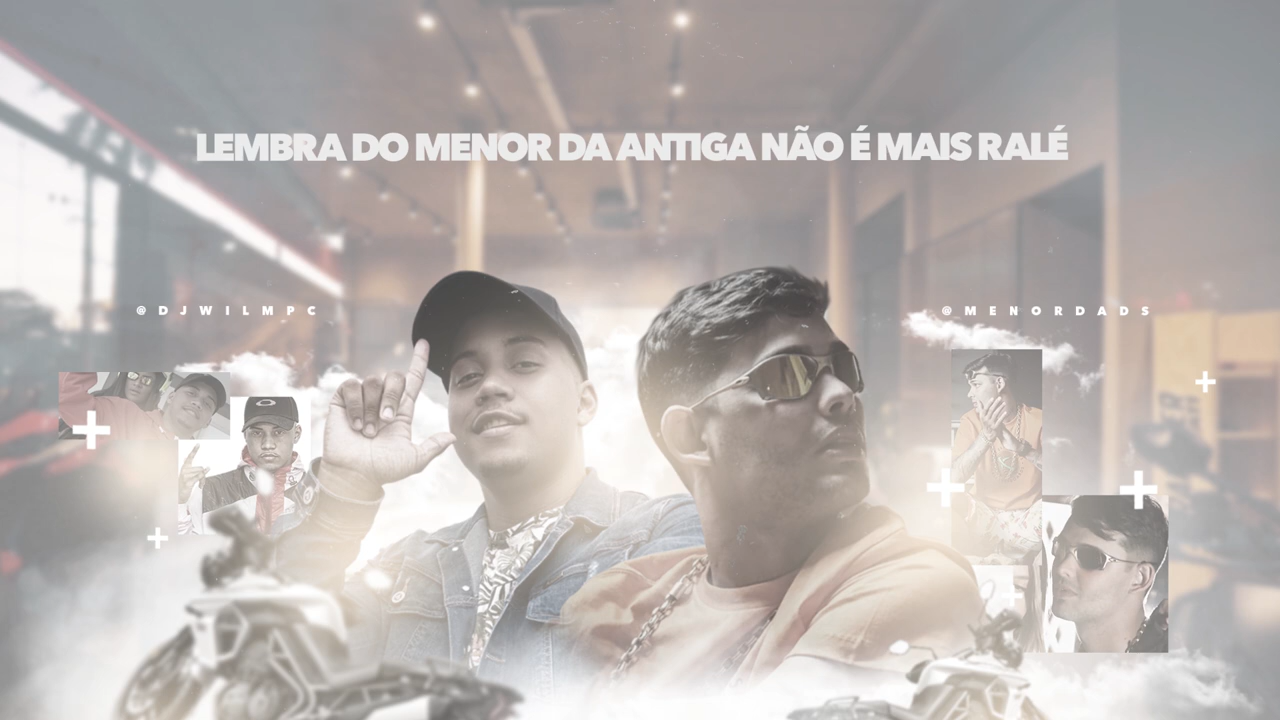 LEMBRA DO MENOR DA ANTIGA NÃO É MAIS RALÉ
@DJWILMPC
@MENORDADS